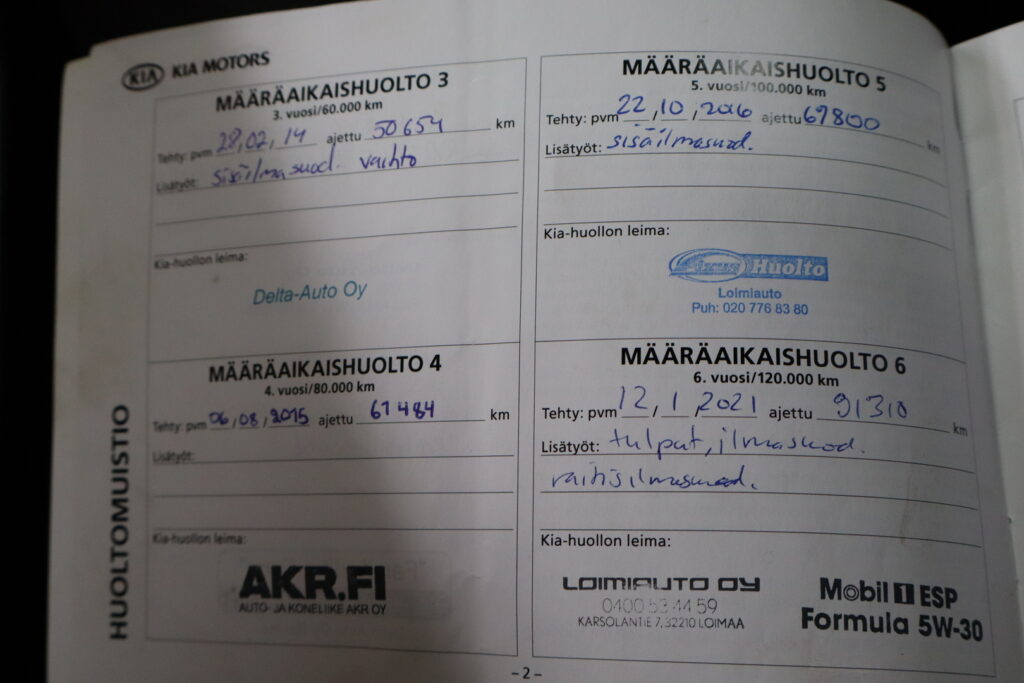 KIA KIA MOTORS
MÄÄRÄAIKAISHUOLTO 3
3. vuosi/60.000 km
Tehty: pvm 28,02,14 ajettu 50654 km
Lisätyöt: sisäilmasuod. vaihto
Kia-huollon leima:
Delta-Auto Oy
MÄÄRÄAIKAISHUOLTO 4
4. vuosi/80.000 km
Tehty: pvm 06,08,2015 ajettu 61484 km
Lisätyöt:
Kia-huollon leima:
AKR.FI
AUTO- JA KONELIIKE AKR OY
HUOLTOMUISTIO
MÄÄRÄAIKAISHUOLTO 5
5. vuosi/100.000 km
Tehty: pvm 22,10,2016 ajettu 67800 km
Lisätyöt: sisäilmasuod.
Kia-huollon leima:
Huolto
Loimiauto
Puh: 020 776 83 80
MÄÄRÄAIKAISHUOLTO 6
6. vuosi/120.000 km
Tehty: pvm 12/1/2021 ajettu 91310 km
Lisätyöt: tulpat, ilmasuod.
raitisilmasuod.
Kia-huollon leima:
LOIMIAUTO OY
0400 53 44 59
KARSOLANTIE 7, 32210 LOIMAA
Mobil 1 ESP
Formula 5W-30
- 2 -